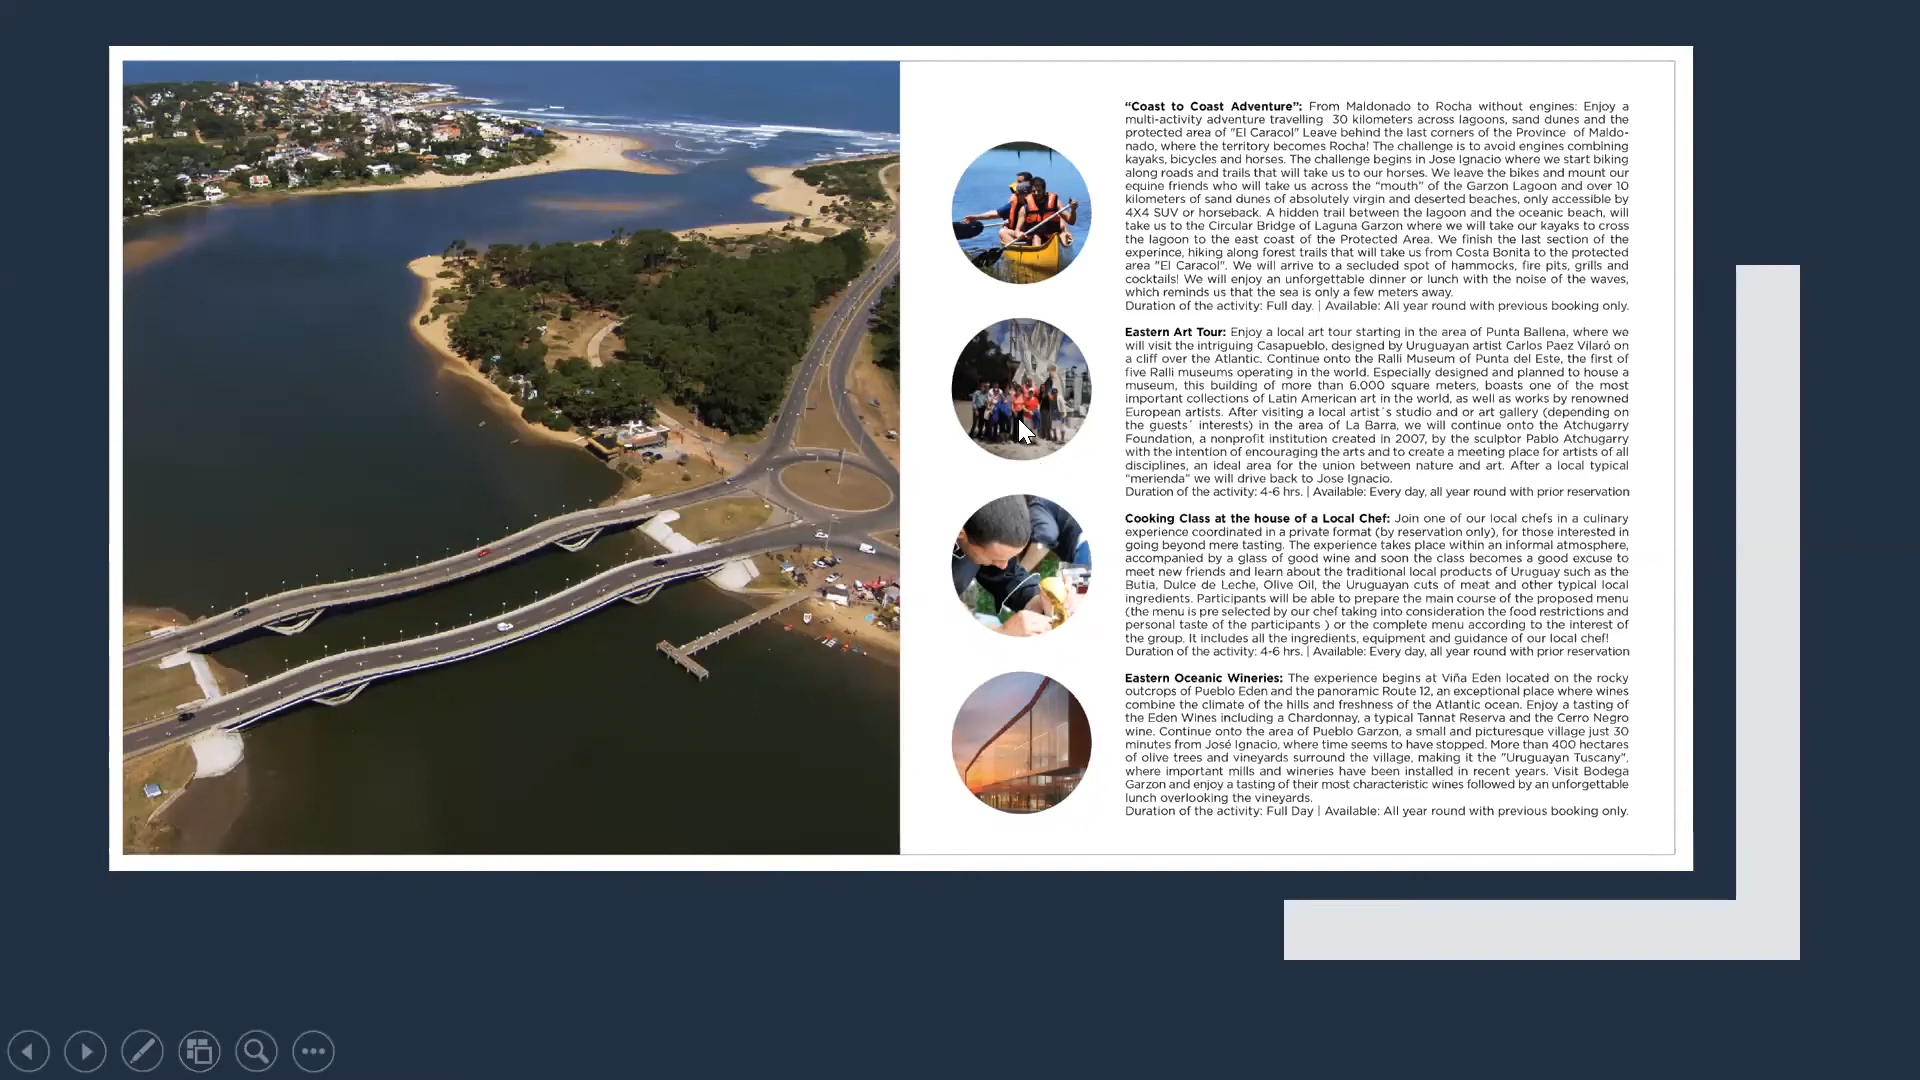 “Coast to Coast Adventure”: From Maldonado to Rocha without engines: Enjoy a
multi-activity adventure travelling 30 kilometers across lagoons, sand dunes and the
protected area of "El Caracol" Leave behind the last corners of the Province of Maldo-
nado, where the territory becomes Rocha! The challenge is to avoid engines combining
kayaks, bicycles and horses. The challenge begins in Jose Ignacio where we start biking
along roads and trails that will take us to our horses. We leave the bikes and mount our
equine friends who will take us across the “mouth” of the Garzon Lagoon and over 10
kilometers of sand dunes of absolutely virgin and deserted beaches, only accessible by
4X4 SUV or horseback. A hidden trail between the lagoon and the oceanic beach, will
take us to the Circular Bridge of Laguna Garzon where we will take our kayaks to cross
the lagoon to the east coast of the Protected Area. We finish the last section of the
experince, hiking along forest trails that will take us from Costa Bonita to the protected
area "El Caracol". We will arrive to a secluded spot of hammocks, fire pits, grills and
cocktails! We will enjoy an unforgettable dinner or lunch with the noise of the waves,
which reminds us that the sea is only a few meters away.
Duration of the activity: Full day. | Available: All year round with previous booking only.
Eastern Art Tour: Enjoy a local art tour starting in the area of Punta Ballena, where we
will visit the intriguing Casapueblo, designed by Uruguayan artist Carlos Paez Vilaró on
a cliff over the Atlantic. Continue onto the Ralli Museum of Punta del Este, the first of
five Ralli museums operating in the world. Especially designed and planned to house a
museum, this building of more than 6.000 square meters, boasts one of the most
important collections of Latin American art in the world, as well as works by renowned
European artists. After visiting a local artist´s studio and or art gallery (depending on
the guests´ interests) in the area of La Barra, we will continue onto the Atchugarry
Foundation, a nonprofit institution created in 2007, by the sculptor Pablo Atchugarry
with the intention of encouraging the arts and to create a meeting place for artists of all
disciplines, an ideal area for the union between nature and art. After a local typical
“merienda” we will drive back to Jose Ignacio.
Duration of the activity: 4-6 hrs. | Available: Every day, all year round with prior reservation
Cooking Class at the house of a Local Chef: Join one of our local chefs in a culinary
experience coordinated in a private format (by reservation only), for those interested in
going beyond mere tasting. The experience takes place within an informal atmosphere,
accompanied by a glass of good wine and soon the class becomes a good excuse to
meet new friends and learn about the traditional local products of Uruguay such as the
Butia, Dulce de Leche, Olive Oil, the Uruguayan cuts of meat and other typical local
ingredients. Participants will be able to prepare the main course of the proposed menu
(the menu is pre selected by our chef taking into consideration the food restrictions and
personal taste of the participants ) or the complete menu according to the interest of
the group. It includes all the ingredients, equipment and guidance of our local chef!
Duration of the activity: 4-6 hrs. | Available: Every day, all year round with prior reservation
Eastern Oceanic Wineries: The experience begins at Viña Eden located on the rocky
outcrops of Pueblo Eden and the panoramic Route 12, an exceptional place where wines
combine the climate of the hills and freshness of the Atlantic ocean. Enjoy a tasting of
the Eden Wines including a Chardonnay, a typical Tannat Reserva and the Cerro Negro
wine. Continue onto the area of Pueblo Garzon, a small and picturesque village just 30
minutes from José Ignacio, where time seems to have stopped. More than 400 hectares
of olive trees and vineyards surround the village, making it the "Uruguayan Tuscany",
where important mills and wineries have been installed in recent years. Visit Bodega
Garzon and enjoy a tasting of their most characteristic wines followed by an unforgettable
lunch overlooking the vineyards.
Duration of the activity: Full Day | Available: All year round with previous booking only.